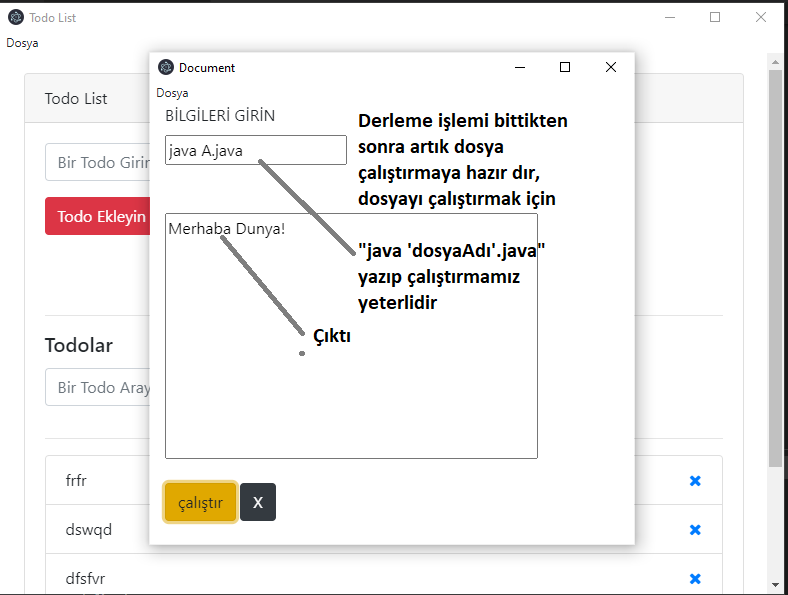 Todo List
Dosya
Todo List
Bir Todo Girin
Todo Ekleyin
Todolar
Bir Todo Aray
frfr
dswqd
dfsfvr
Document
Dosya
BİLGİLERİ GİRİN
java A.java
Merhaba Dunya!
çalıştır
X
Derleme işlemi bittikten
sonra artık dosya
çalıştırmaya hazır dır,
dosyayı çalıştırmak için
"java 'dosyaAdı'.java"
yazıp çalıştırmamız
yeterlidir
Çıktı